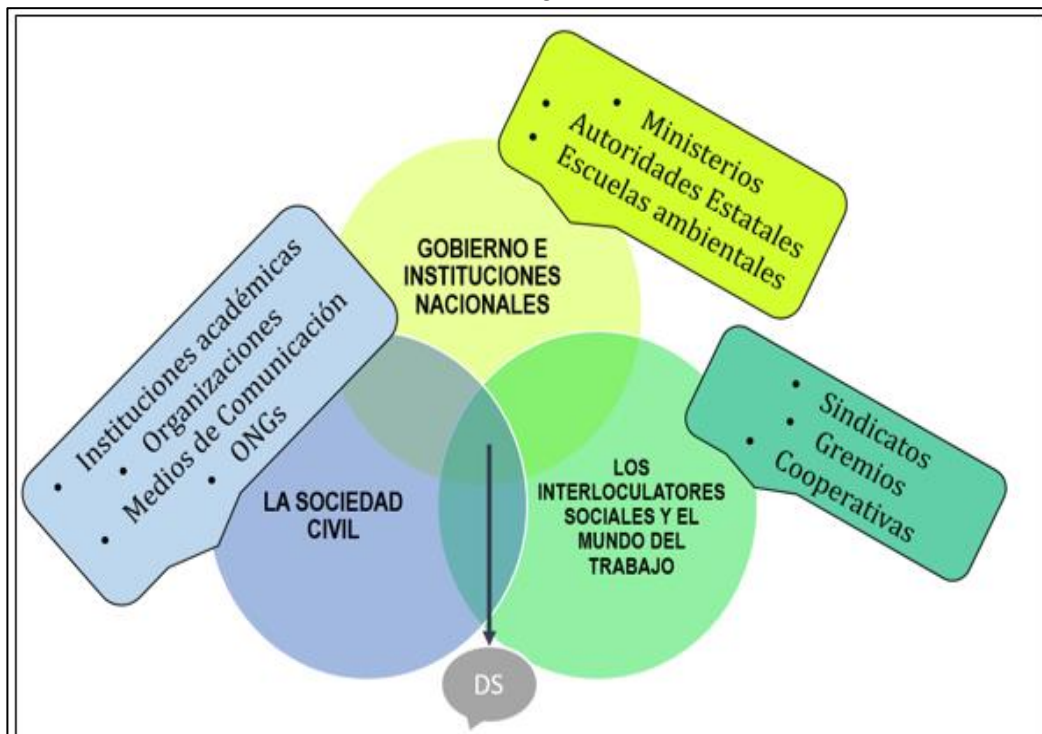 • Ministerios
• Autoridades Estatales
• Escuelas ambientales
GOBIERNO E
INSTITUCIONES
NACIONALES
• Instituciones académicas
• Organizaciones
• Medios de Comunicación
• ONGs
• Sindicatos
• Gremios
• Cooperativas
LA SOCIEDAD
CIVIL
LOS
INTERLOCULATORES
SOCIALES Y EL
MUNDO DEL
TRABAJO
DS